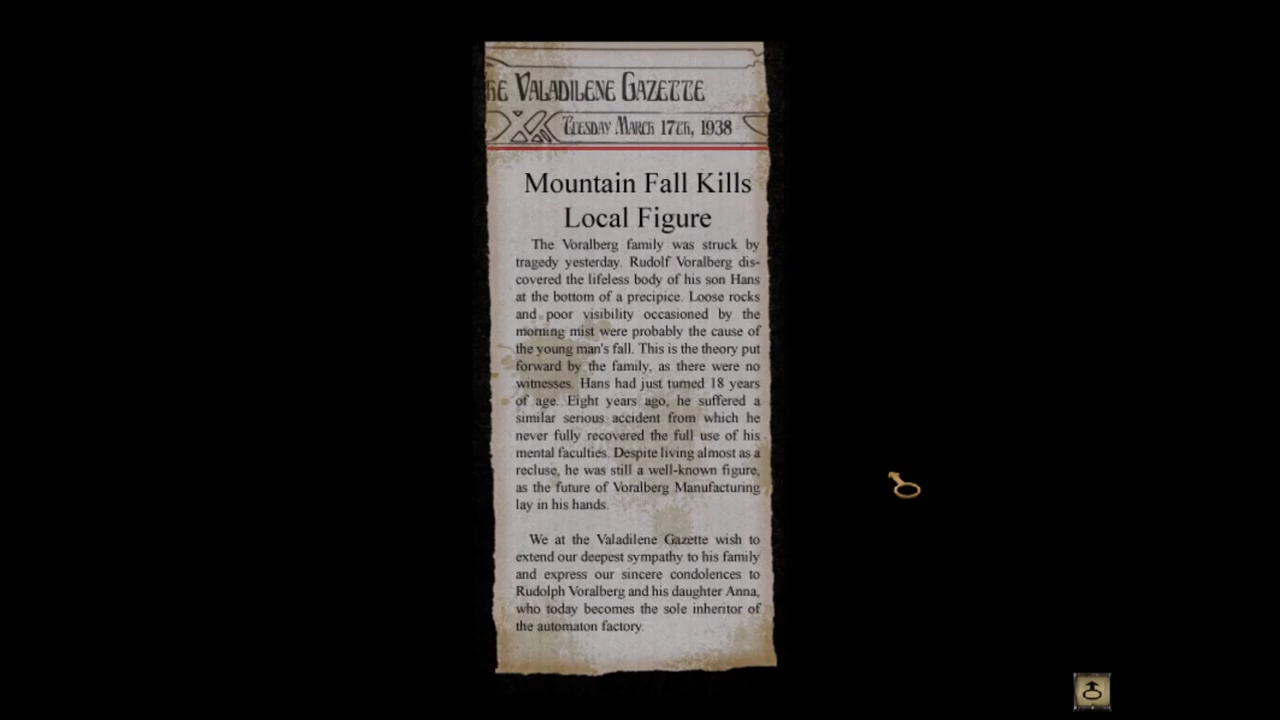 HE VALADILENE GAZETTE
TUESDAY MARCH 17TH, 1938
Mountain Fall Kills
Local Figure
The Voralberg family was struck by
tragedy yesterday. Rudolf Voralberg dis-
covered the lifeless body of his son Hans
at the bottom of a precipice. Loose rocks
and poor visibility occasioned by the
morning mist were probably the cause of
the young man's fall. This is the theory put
forward by the family, as there were no
witnesses. Hans had just turned 18 years
of age. Eight years ago, he suffered a
similar serious accident from which he
never fully recovered the full use of his
mental faculties. Despite living almost as a
recluse, he was still a well-known figure,
as the future of Voralberg Manufacturing
lay in his hands.
We at the Valadilene Gazette wish to
extend our deepest sympathy to his family
and express our sincere condolences to
Rudolph Voralberg and his daughter Anna,
who today becomes the sole inheritor of
the automaton factory.